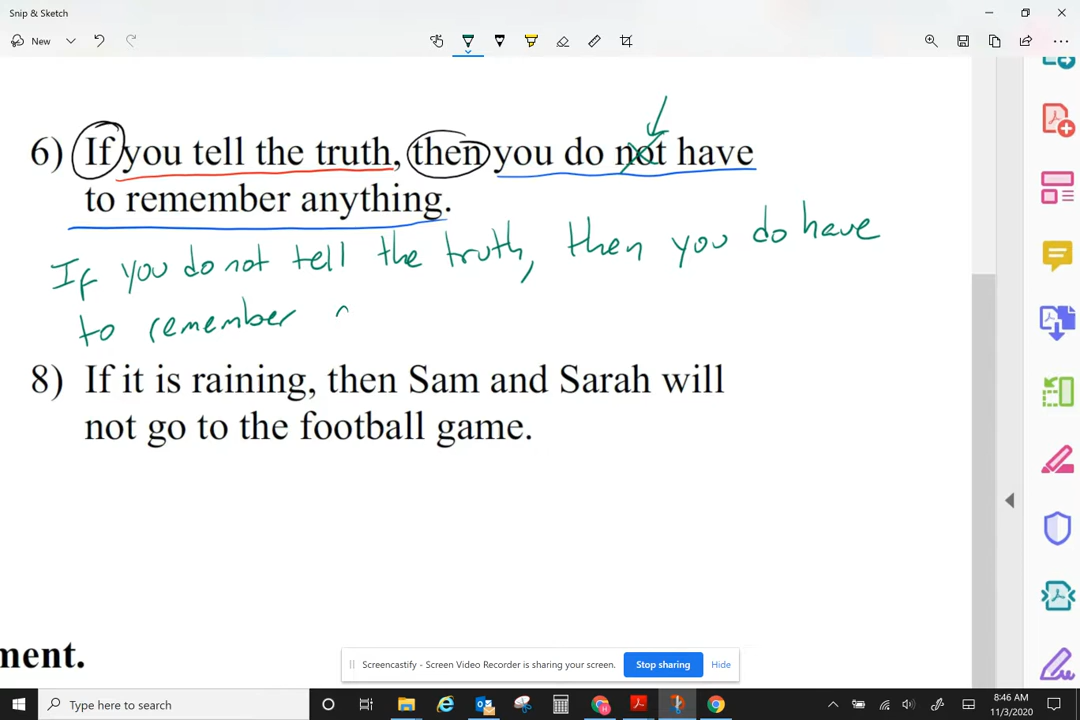 Snip & Sketch
New
6) If you tell the truth, then you do not have
to remember anything.
If you do not tell the truth, then you do have
to remember
8) If it is raining, then Sam and Sarah will
not go to the football game.
ment.
Screencastify - Screen Video Recorder is sharing your screen.
Stop sharing
Hide
Type here to search
8:46 AM
11/3/2020